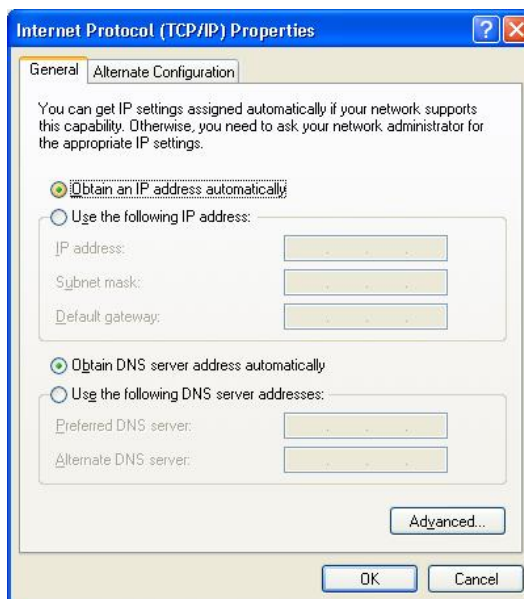 Internet Protocol (TCP/IP) Properties
General
Alternate Configuration
You can get IP settings assigned automatically if your network supports
this capability. Otherwise, you need to ask your network administrator for
the appropriate IP settings.
Obtain an IP address automatically
Use the following IP address:
IP address:
Subnet mask:
Default gateway:
Obtain DNS server address automatically
Use the following DNS server addresses:
Preferred DNS server:
Alternate DNS server:
Advanced...
OK
Cancel